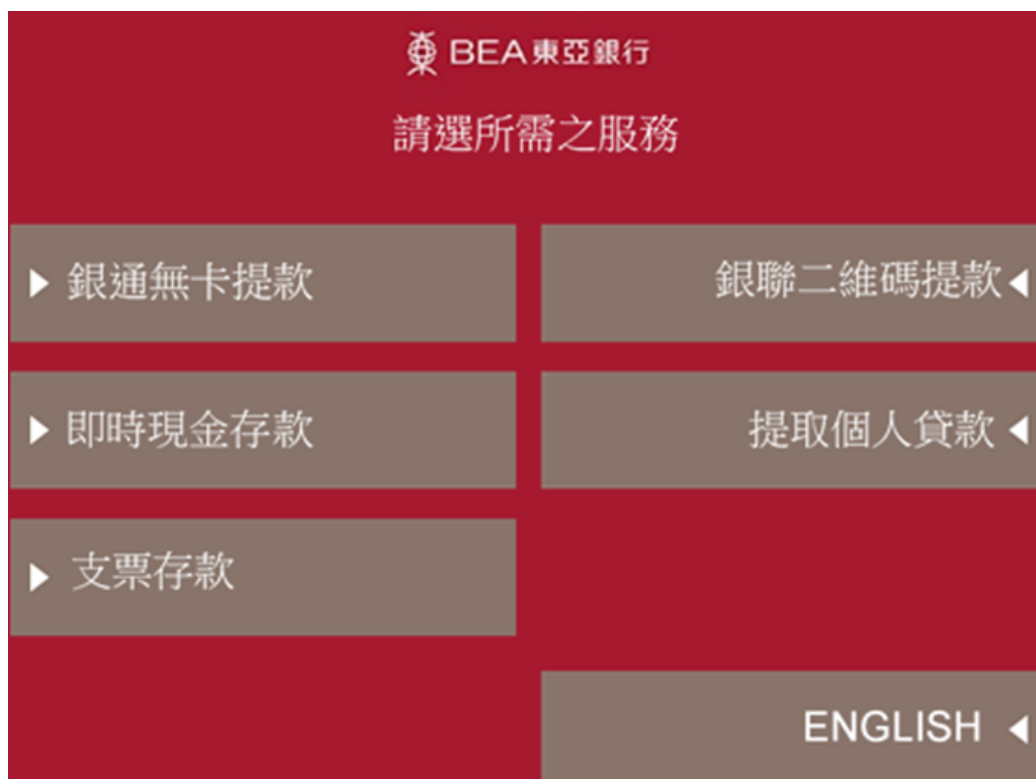 BEA東亞銀行
請選所需之服務
銀通無卡提款
銀聯二維碼提款
即時現金存款
提取個人貸款
支票存款
ENGLISH